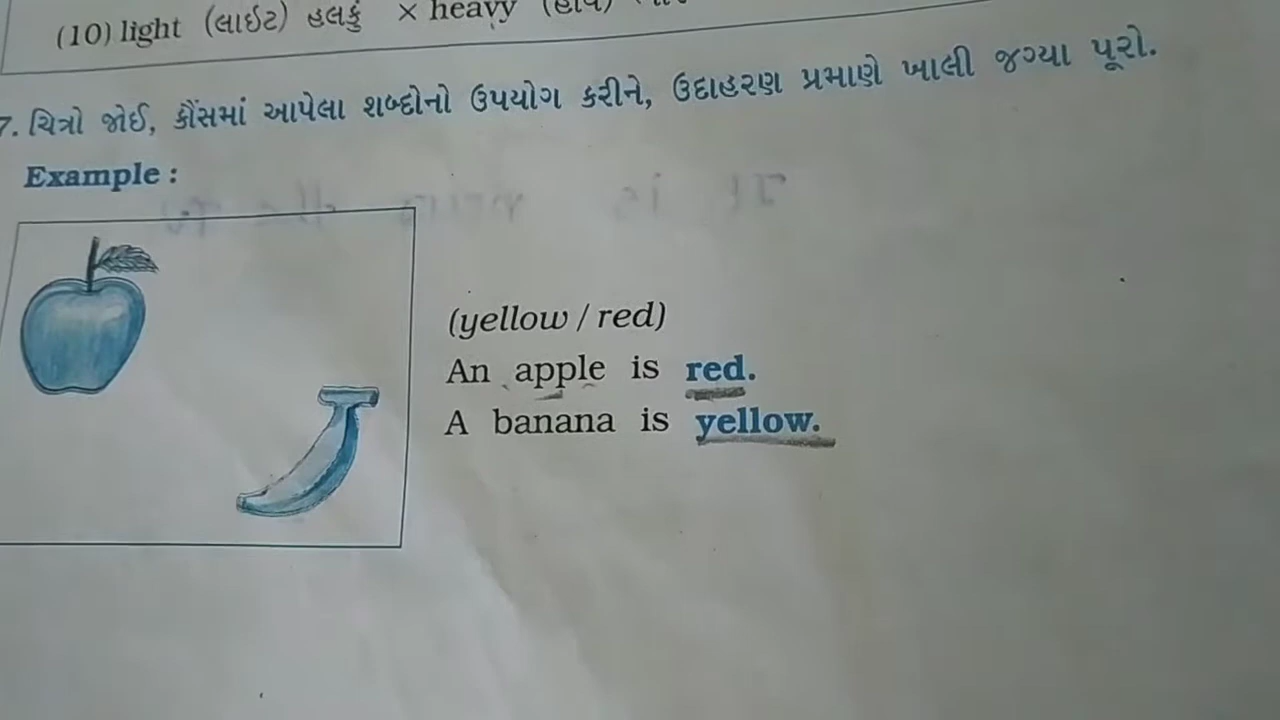 (10) light (લાઇટ) હલકું × heavy
7. ચિત્રો જોઈ, કૌંસમાં આપેલા શબ્દોનો ઉપયોગ કરીને, ઉદાહરણ પ્રમાણે ખાલી જગ્યા પૂરો.
Example :
(yellow / red)
An apple is red.
A banana is yellow.